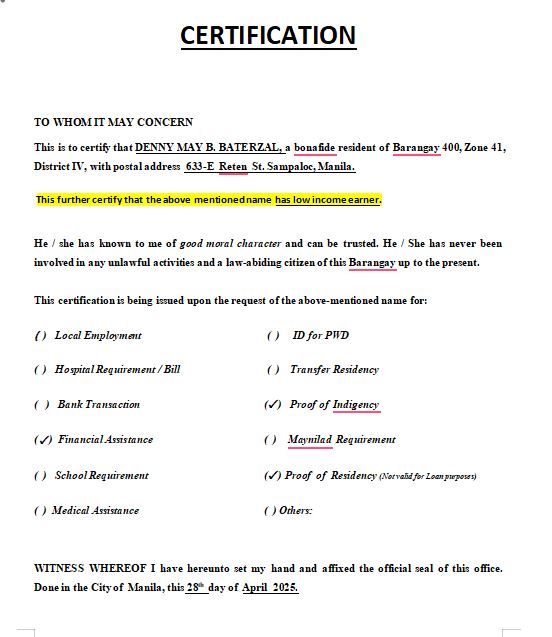 CERTIFICATION
TO WHOM IT MAY CONCERN
This is to certify that DENNY MAY B. BATERZAL, a bonafide resident of Barangay 400, Zone 41,
District IV, with postal address 633-E Reten St. Sampaloc, Manila.
This further certify that the above mentioned name has low income earner.
He / she has known to me of good moral character and can be trusted. He / She has never been
involved in any unlawful activities and a law-abiding citizen of this Barangay up to the present.
This certification is being issued upon the request of the above-mentioned name for:
( ) Local Employment ( ) ID for PWD
( ) Hospital Requirement / Bill ( ) Transfer Residency
( ) Bank Transaction (✓) Proof of Indigency
(✓) Financial Assistance ( ) Maynilad Requirement
( ) School Requirement (✓) Proof of Residency (Not valid for Loan purposes)
( ) Medical Assistance ( ) Others:
WITNESS WHEREOF I have hereunto set my hand and affixed the official seal of this office.
Done in the City of Manila, this 28th day of April 2025.